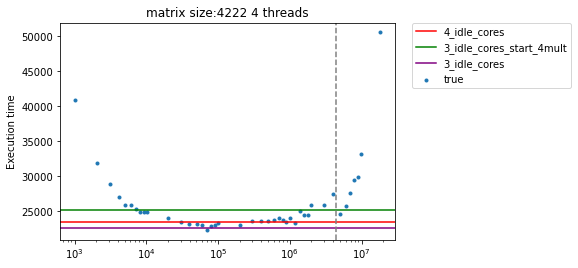 matrix size:4222 4 threads
50000
45000
40000
35000
30000
25000
Execution time
10³
10⁴
10⁵
10⁶
10⁷
4_idle_cores
3_idle_cores_start_4mult
3_idle_cores
true